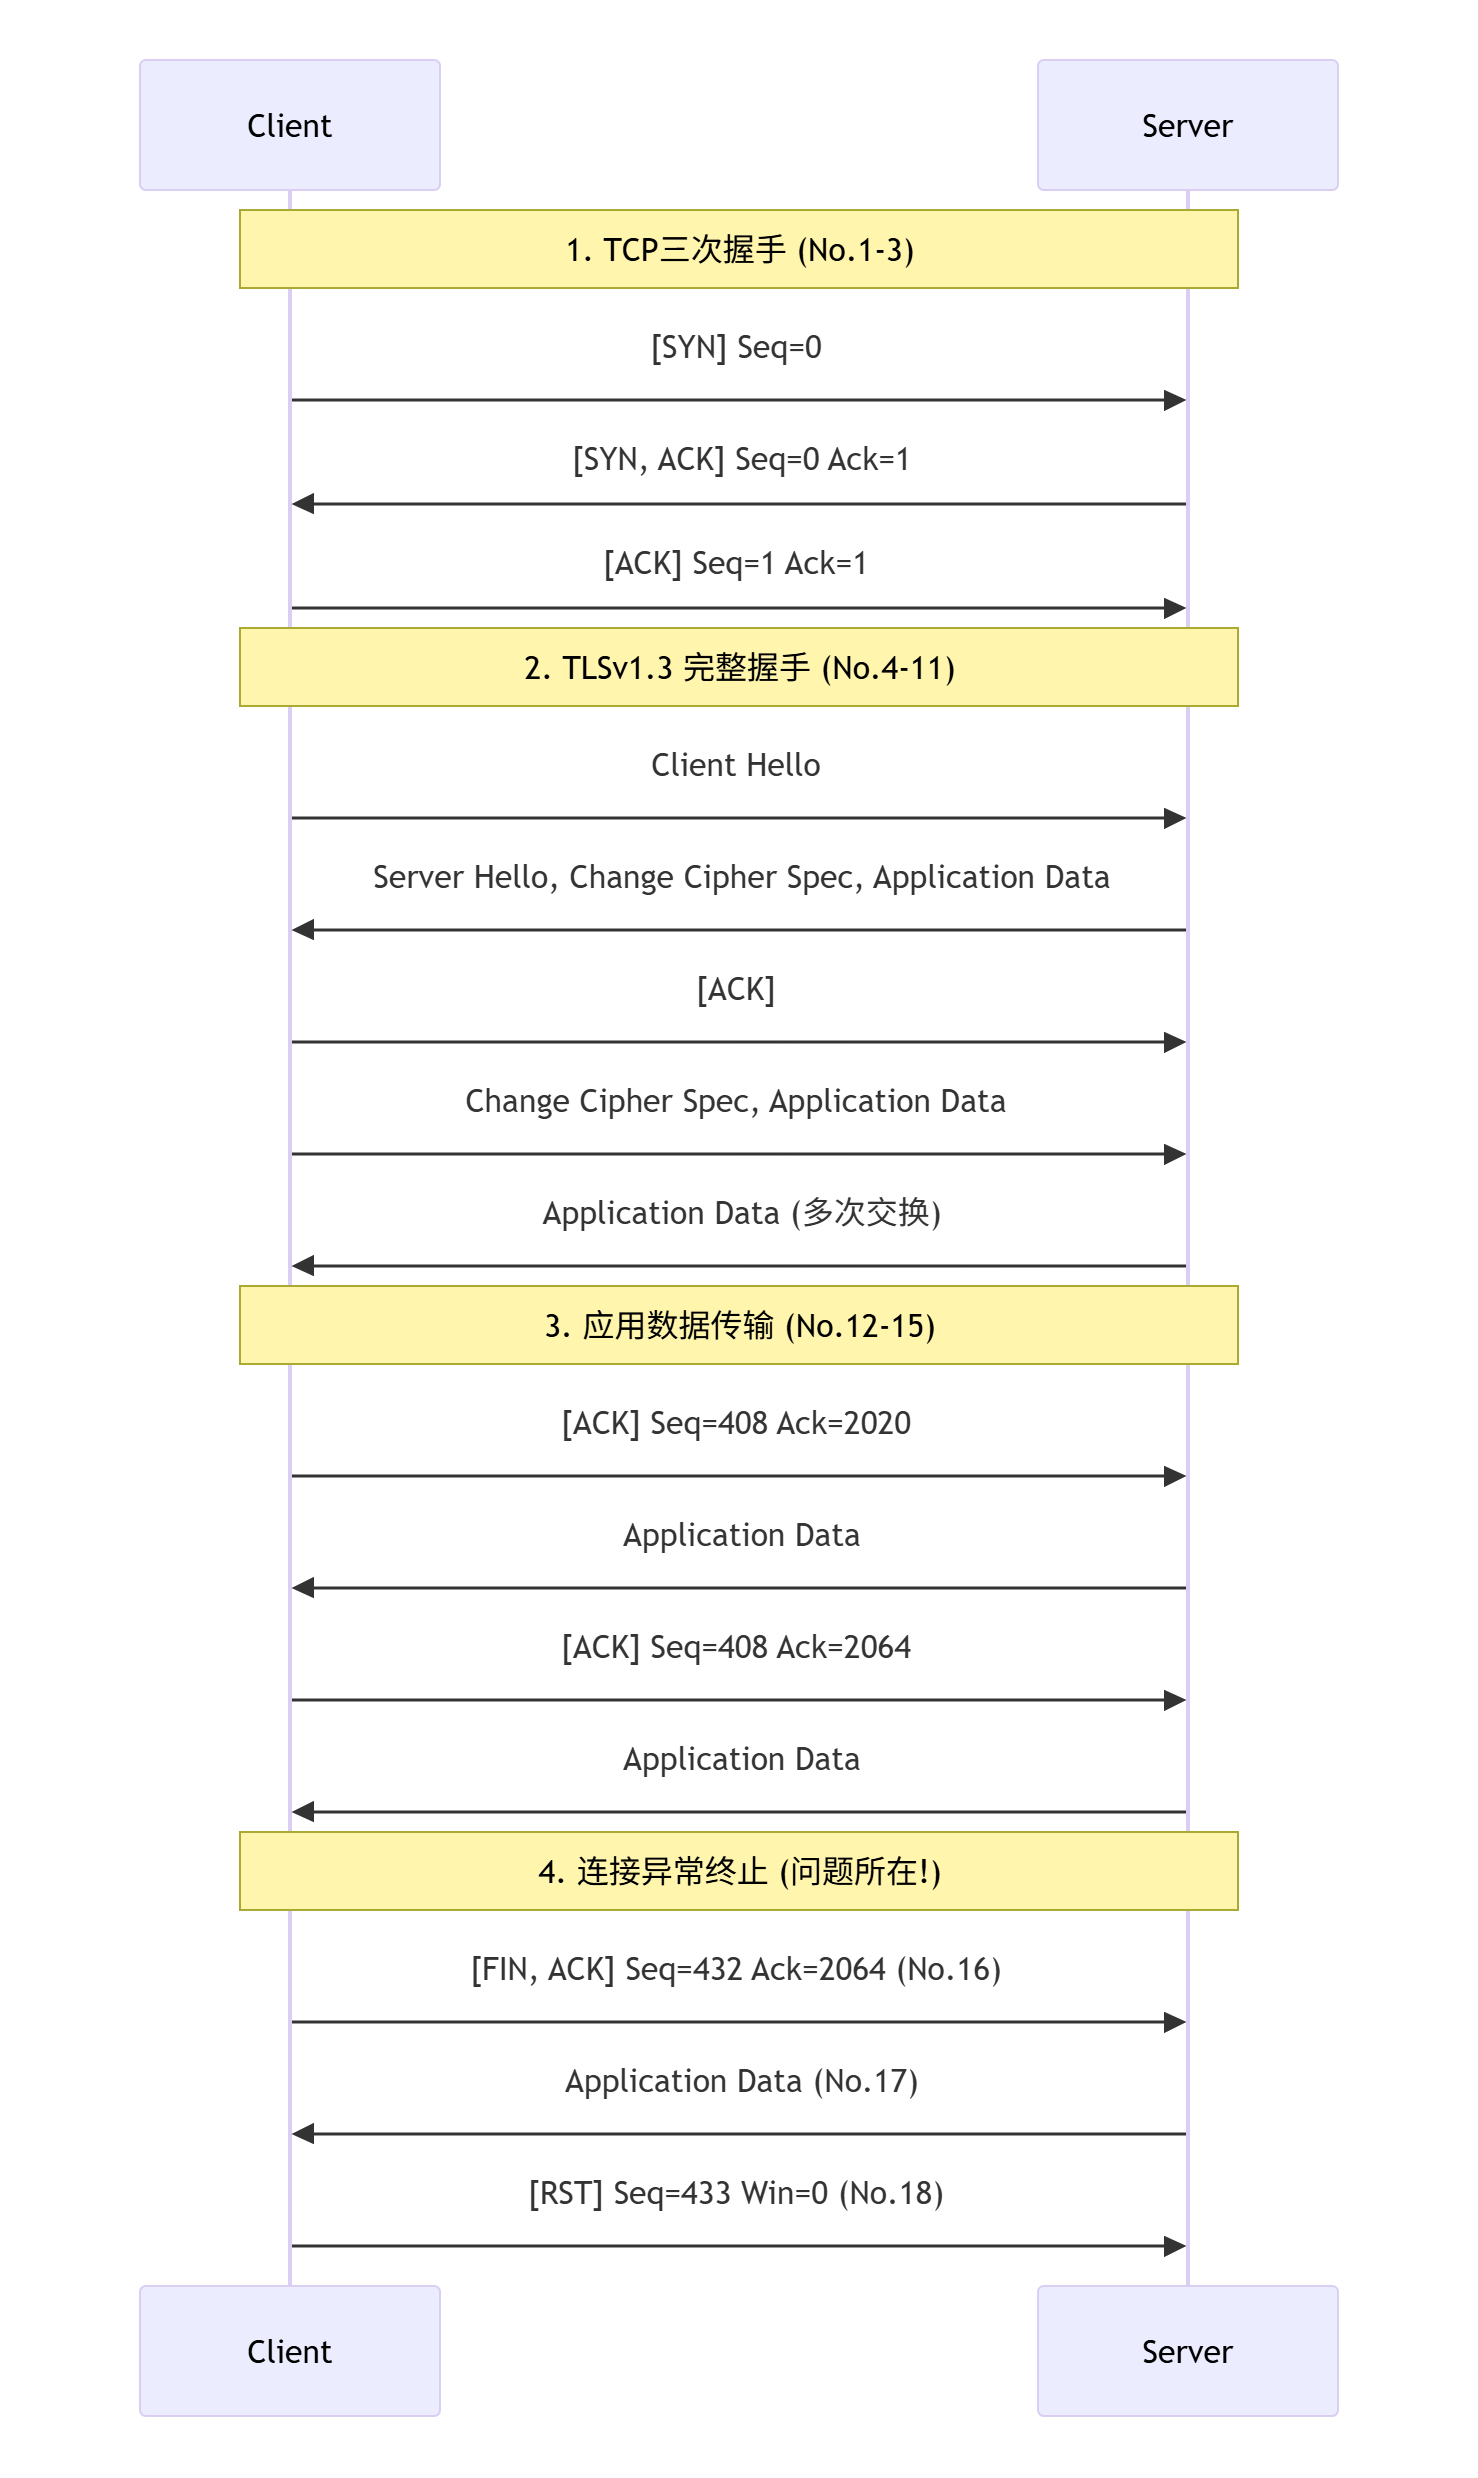 Client
Server
1. TCP三次握手 (No.1-3)
[SYN] Seq=0
[SYN, ACK] Seq=0 Ack=1
[ACK] Seq=1 Ack=1
2. TLSv1.3 完整握手 (No.4-11)
Client Hello
Server Hello, Change Cipher Spec, Application Data
[ACK]
Change Cipher Spec, Application Data
Application Data (多次交换)
3. 应用数据传输 (No.12-15)
[ACK] Seq=408 Ack=2020
Application Data
[ACK] Seq=408 Ack=2064
Application Data
4. 连接异常终止 (问题所在!)
[FIN, ACK] Seq=432 Ack=2064 (No.16)
Application Data (No.17)
[RST] Seq=433 Win=0 (No.18)
Client
Server